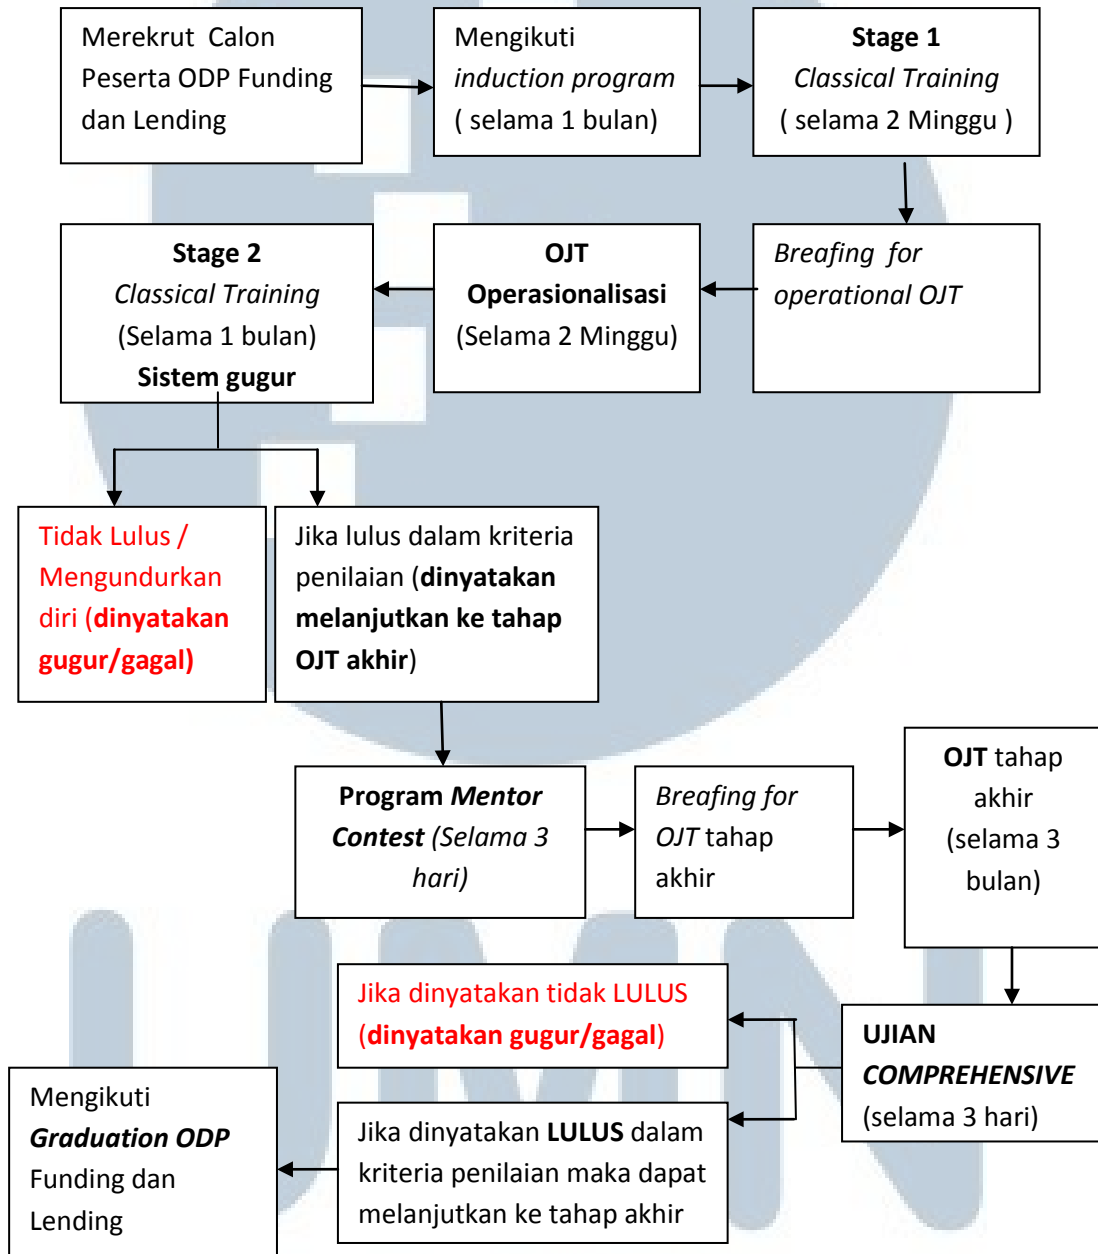 Merekrut Calon
Peserta ODP Funding
dan Lending
Mengikuti
induction program
( selama 1 bulan)
Stage 1
Classical Training
( selama 2 Minggu )
Stage 2
Classical Training
(Selama 1 bulan)
Sistem gugur
OJT
Operasionalisasi
(Selama 2 Minggu)
Breafing for
operational OJT
Tidak Lulus /
Mengundurkan
diri (dinyatakan
gugur/gagal)
Jika lulus dalam kriteria
penilaian (dinyatakan
melanjutkan ke tahap
OJT akhir)
Program Mentor
Contest (Selama 3
hari)
Breafing for
OJT tahap
akhir
OJT tahap
akhir
(selama 3
bulan)
Jika dinyatakan tidak LULUS
(dinyatakan gugur/gagal)
UJIAN
COMPREHENSIVE
(selama 3 hari)
Mengikuti
Graduation ODP
Funding dan
Lending
Jika dinyatakan LULUS dalam
kriteria penilaian maka dapat
melanjutkan ke tahap akhir
UMN